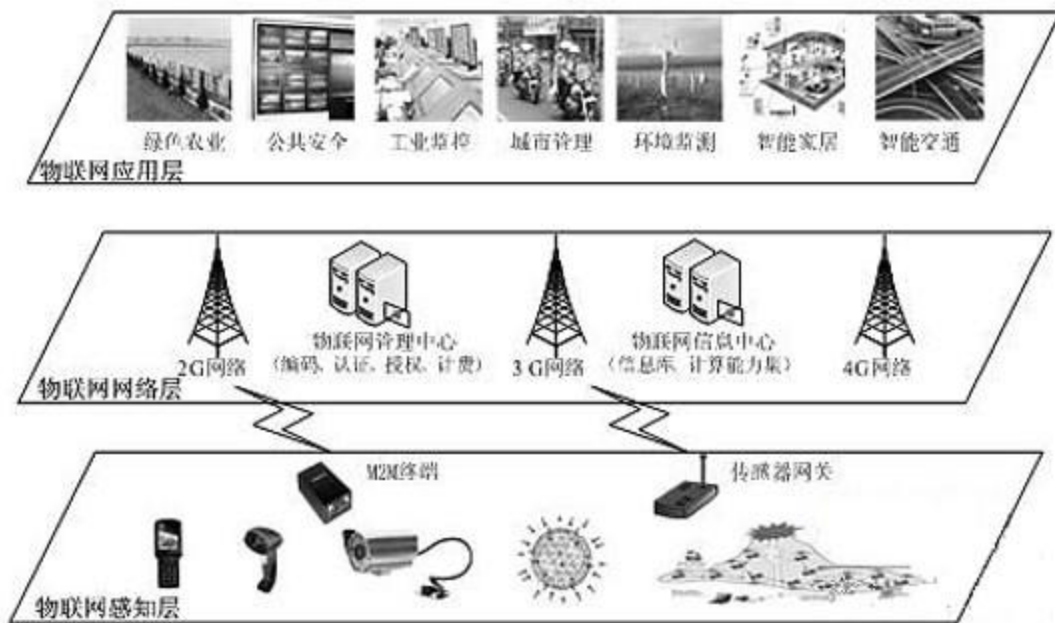 绿色农业 公共安全 工业监控 城市管理 环境监测 智能家居 智能交通
物联网应用层
物联网管理中心 物联网信息中心
2G网络 (编码、认证、授权、计费) 3G网络 (信息库、计算能力集) 4G网络
物联网网络层
M2M终端 传感器网关
物联网感知层